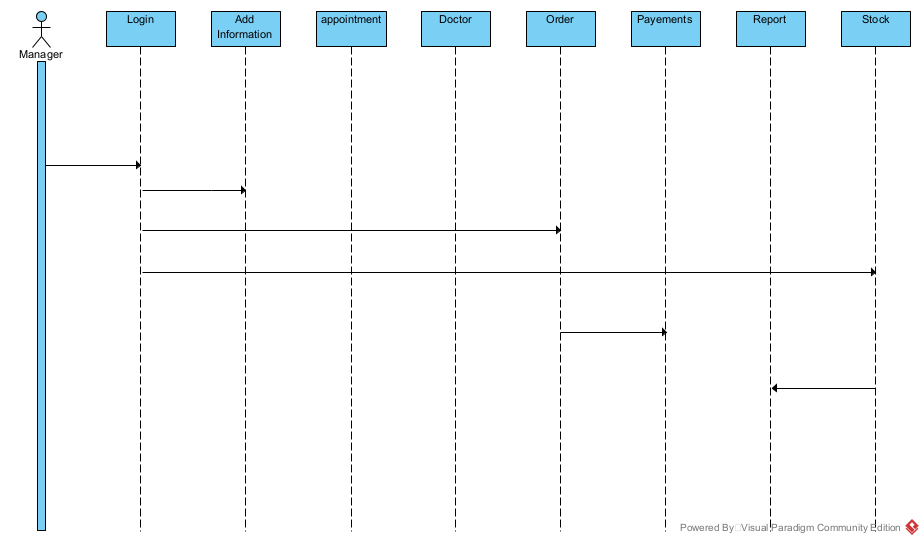 Manager
Login
Add
Information
appointment
Doctor
Order
Payements
Report
Stock
Powered By Visual Paradigm Community Edition